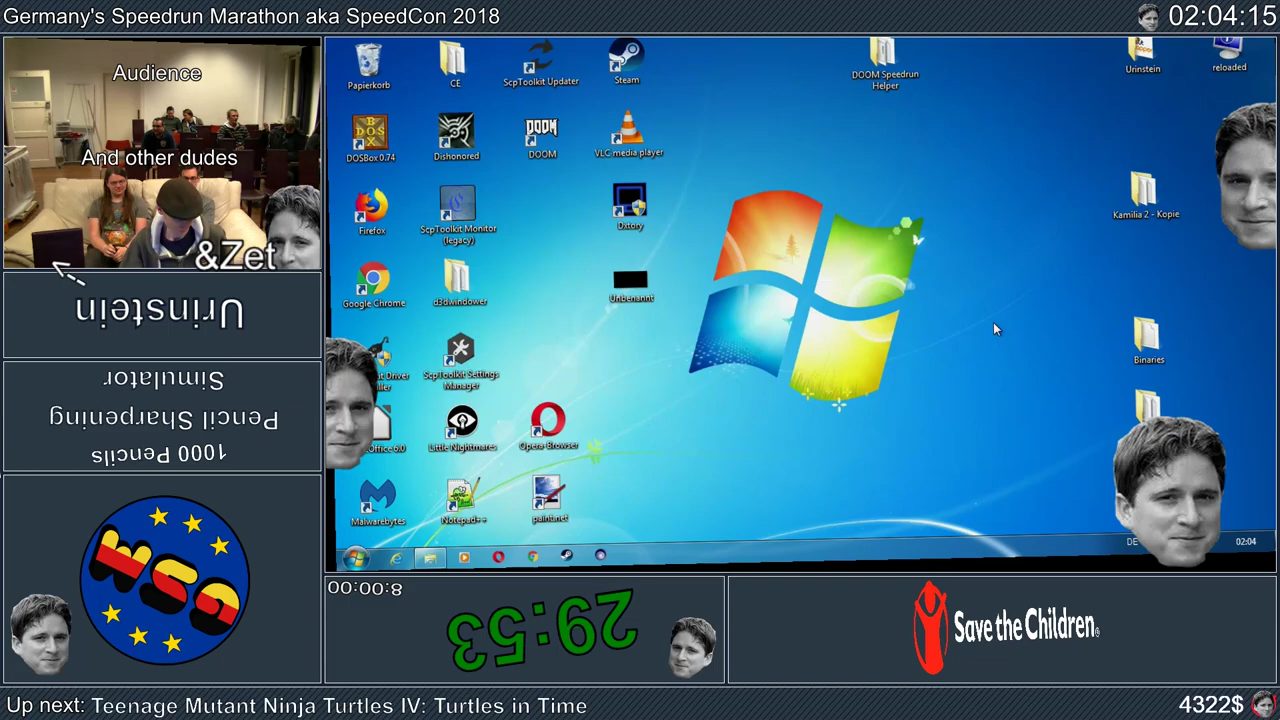 Germany's Speedrun Marathon aka SpeedCon 2018
02:04:15
Audience
And other dudes
&Zet
Urinstein
1000 Pencils
Pencil Sharpening
Simulator
WSG
Papierkorb
CE
ScpToolkit Updater
Steam
DOOM Speedrun
Helper
Urinstein
reloaded
DOSBox 0.74
Dishonored
DOOM
VLC media player
Firefox
ScpToolkit Monitor
(legacy)
Dxtory
Kamilia 2 - Kopie
Google Chrome
d3dwindower
Unbenannt
Driver
ScpToolkit Settings
Manager
Binaries
Office 6.0
Little Nightmares
Opera-Browser
Malwarebytes
Notepad++
paint.net
DE
02:04
8:00:00
29:53
Save the Children®
Up next: Teenage Mutant Ninja Turtles IV: Turtles in Time
4322$